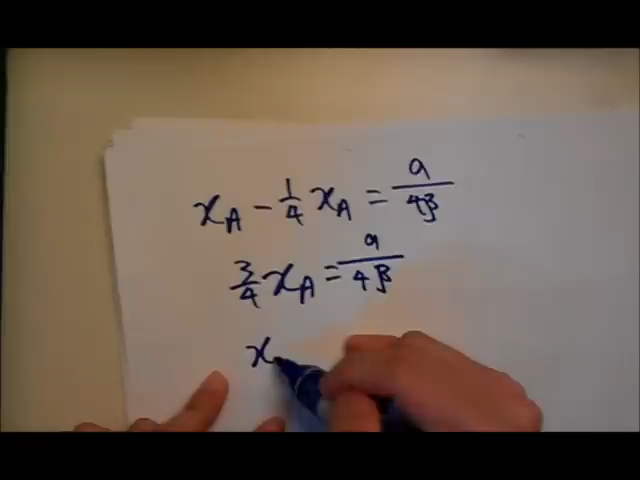 x_A - 1/4 x_A = a/4β
3/4 x_A = a/4β
x